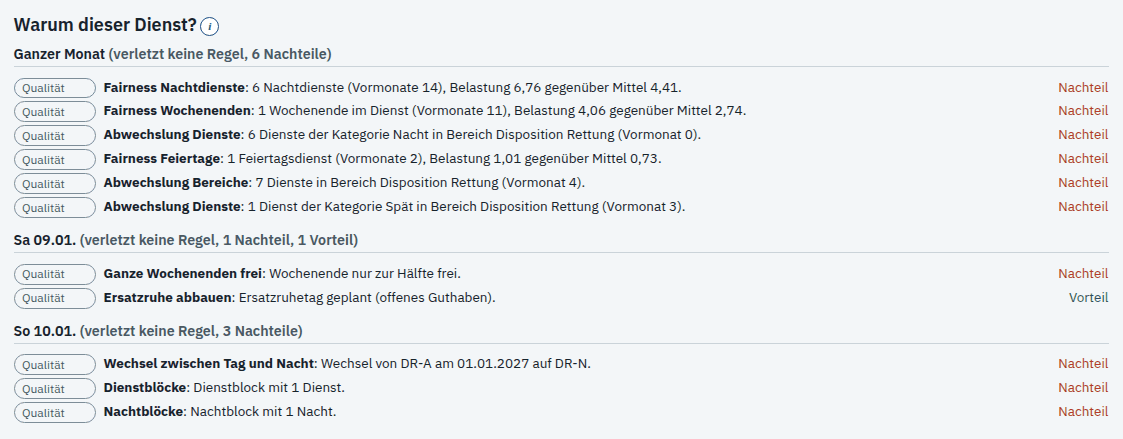 Warum dieser Dienst? i
Ganzer Monat (verletzt keine Regel, 6 Nachteile)
Qualität Fairness Nachtdienste: 6 Nachtdienste (Vormonate 14), Belastung 6,76 gegenüber Mittel 4,41. Nachteil
Qualität Fairness Wochenenden: 1 Wochenende im Dienst (Vormonate 11), Belastung 4,06 gegenüber Mittel 2,74. Nachteil
Qualität Abwechslung Dienste: 6 Dienste der Kategorie Nacht in Bereich Disposition Rettung (Vormonat 0). Nachteil
Qualität Fairness Feiertage: 1 Feiertagsdienst (Vormonate 2), Belastung 1,01 gegenüber Mittel 0,73. Nachteil
Qualität Abwechslung Bereiche: 7 Dienste in Bereich Disposition Rettung (Vormonat 4). Nachteil
Qualität Abwechslung Dienste: 1 Dienst der Kategorie Spät in Bereich Disposition Rettung (Vormonat 3). Nachteil
Sa 09.01. (verletzt keine Regel, 1 Nachteil, 1 Vorteil)
Qualität Ganze Wochenenden frei: Wochenende nur zur Hälfte frei. Nachteil
Qualität Ersatzruhe abbauen: Ersatzruhetag geplant (offenes Guthaben). Vorteil
So 10.01. (verletzt keine Regel, 3 Nachteile)
Qualität Wechsel zwischen Tag und Nacht: Wechsel von DR-A am 01.01.2027 auf DR-N. Nachteil
Qualität Dienstblöcke: Dienstblock mit 1 Dienst. Nachteil
Qualität Nachtblöcke: Nachtblock mit 1 Nacht. Nachteil